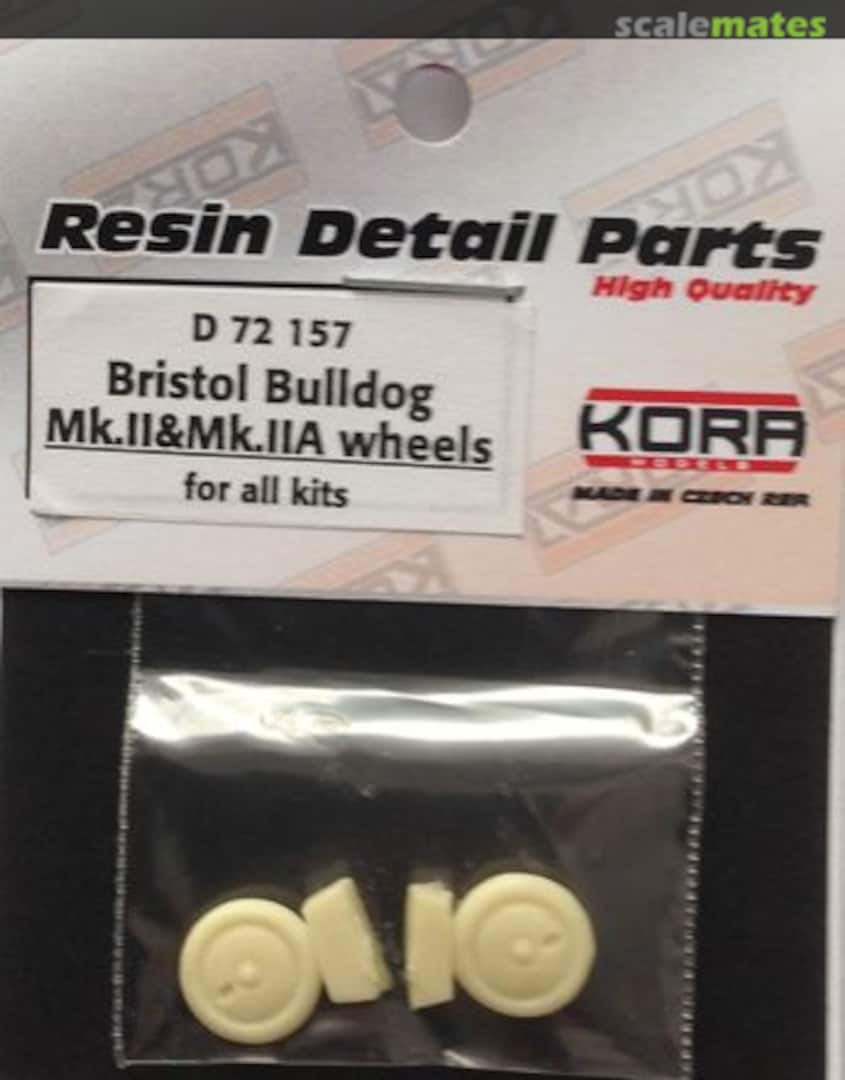 scalemates
Resin Detail Parts
High Quality
D 72 157
Bristol Bulldog
Mk.II&Mk.IIA wheels
for all kits
KORA
MODELS
MADE IN CZECH REP.